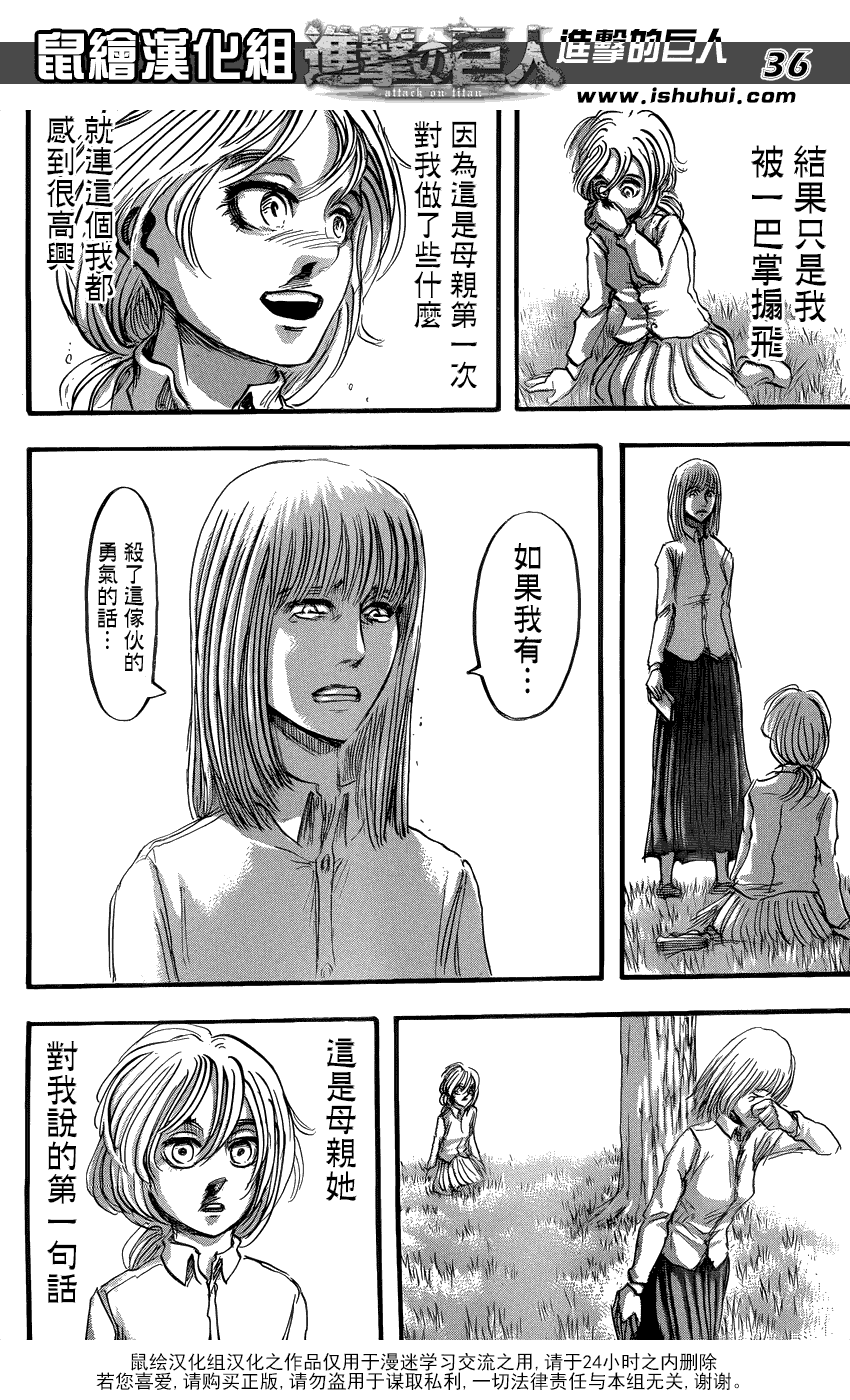 鼠繪漢化組
進撃の巨人
attack on titan
進擊的巨人
www.ishuhui.com
36
結果只是我
被一巴掌搧飛
因為這是母親第一次
對我做了些什麼
就連這個我都
感到很高興
如果我有…
殺了這傢伙的
勇氣的話…
這是母親她
對我說的第一句話
鼠绘汉化组汉化之作品仅用于漫迷学习交流之用,请于24小时之内删除
若您喜爱,请购买正版,请勿盗用于谋取私利,一切法律责任与本组无关,谢谢。